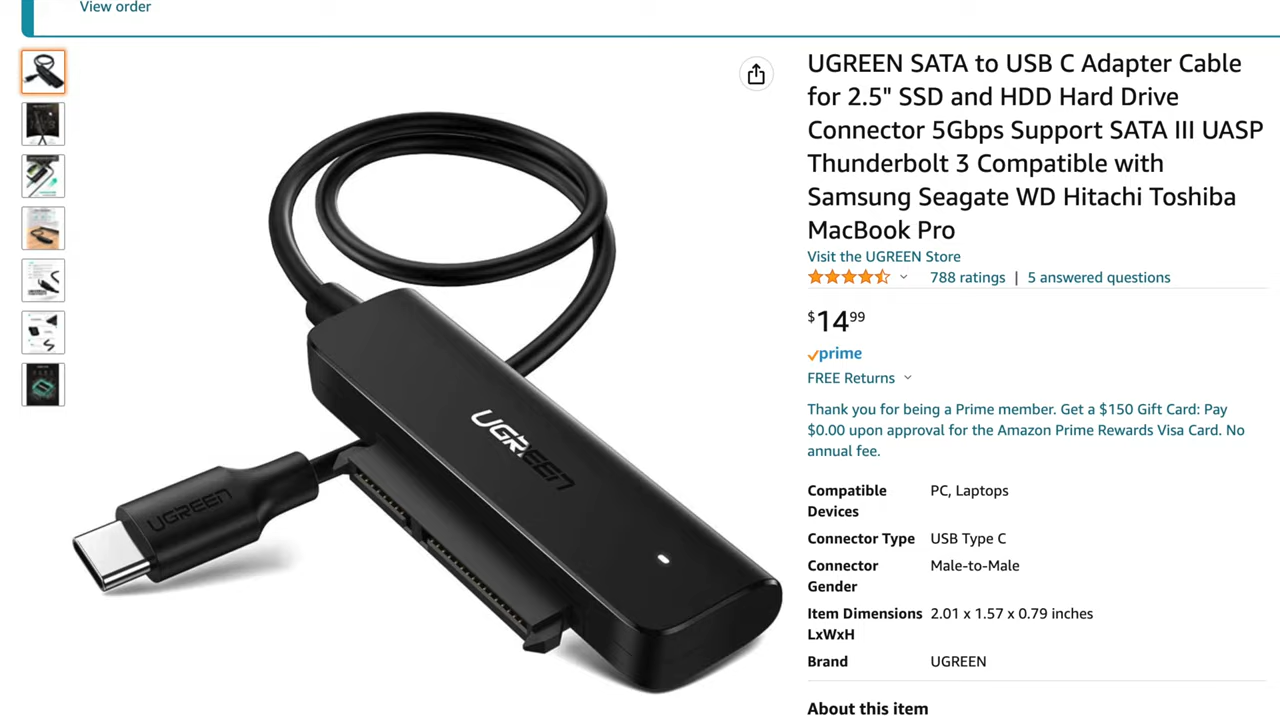 View order
UGREEN SATA to USB C Adapter Cable
for 2.5" SSD and HDD Hard Drive
Connector 5Gbps Support SATA III UASP
Thunderbolt 3 Compatible with
Samsung Seagate WD Hitachi Toshiba
MacBook Pro
Visit the UGREEN Store
788 ratings | 5 answered questions
$1499
prime
FREE Returns
Thank you for being a Prime member. Get a $150 Gift Card: Pay
$0.00 upon approval for the Amazon Prime Rewards Visa Card. No
annual fee.
Compatible Devices PC, Laptops
Connector Type USB Type C
Connector Gender Male-to-Male
Item Dimensions LxWxH 2.01 x 1.57 x 0.79 inches
Brand UGREEN
About this item
UGREEN
UGREEN